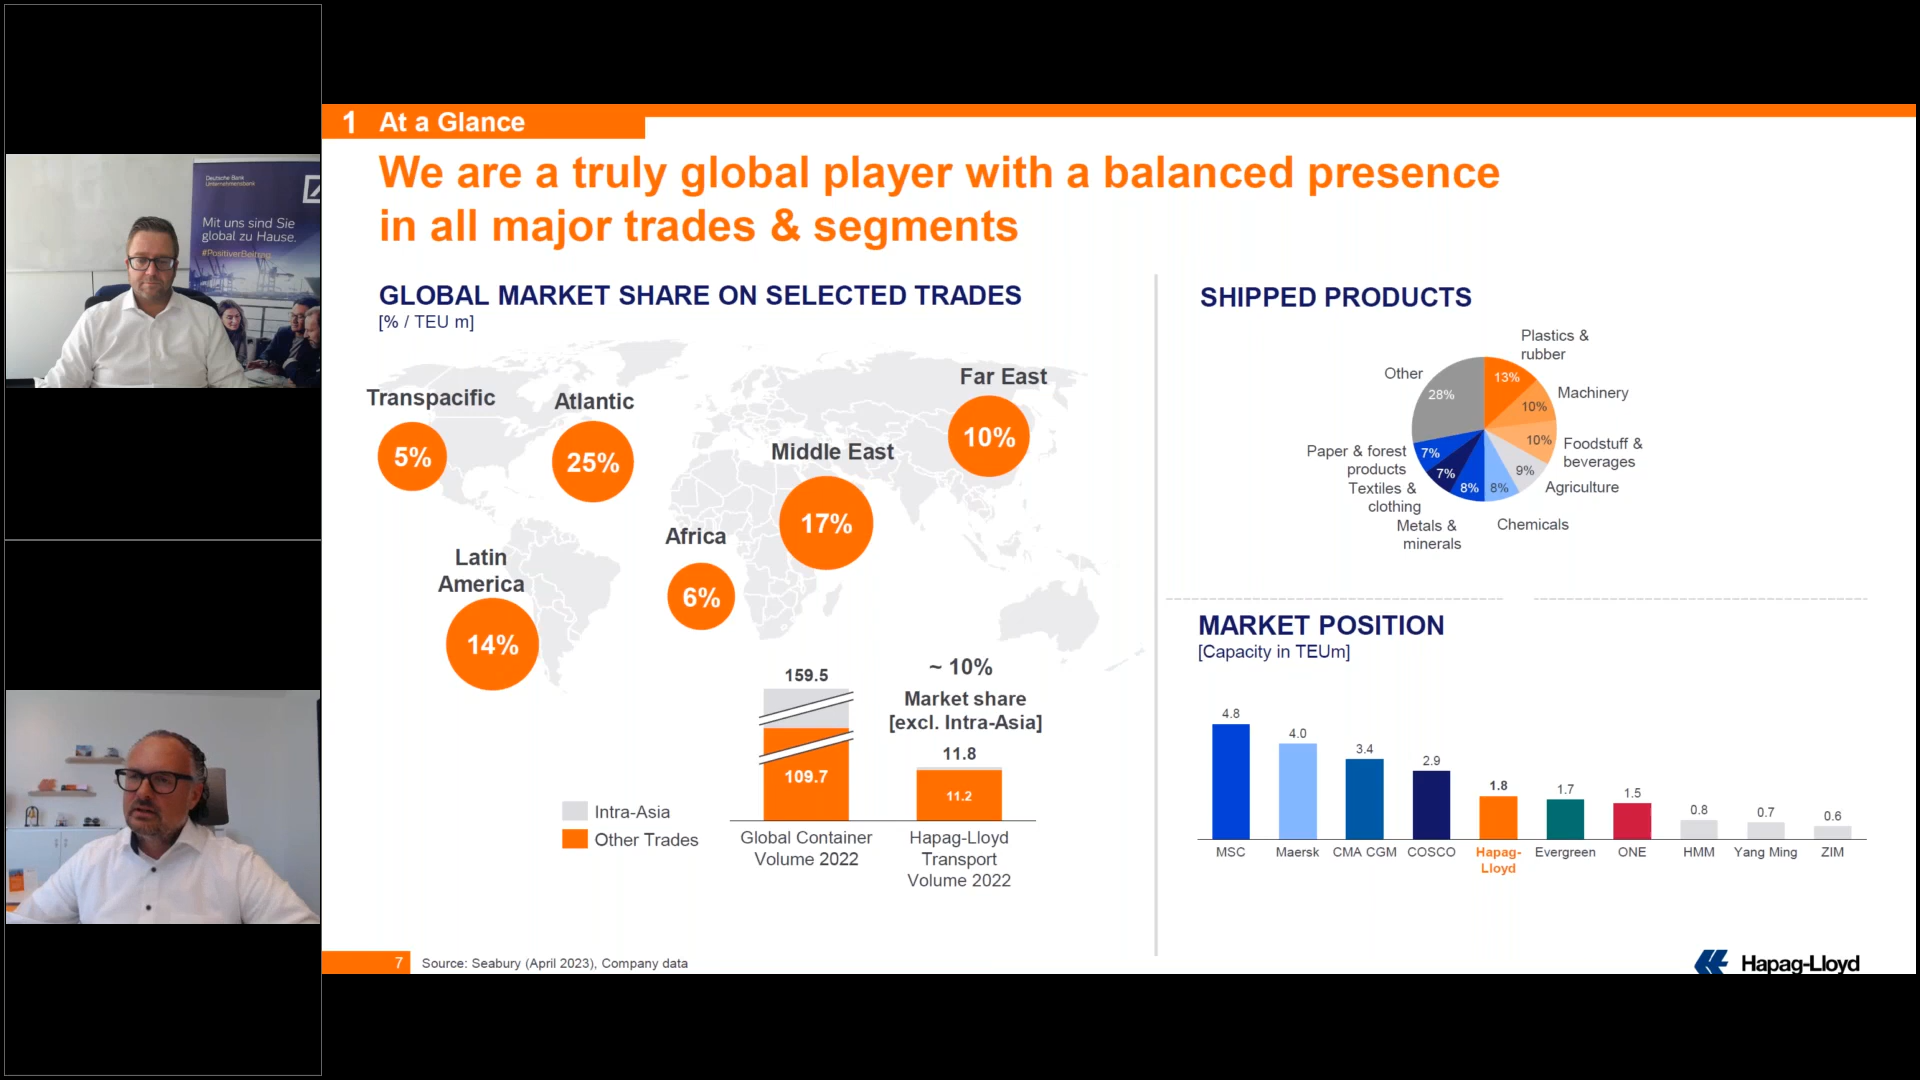 Deutsche Bank
Unternehmensbank
Mit uns sind Sie
global zu Hause.
#PositiverBeitrag
1 At a Glance
We are a truly global player with a balanced presence
in all major trades & segments
GLOBAL MARKET SHARE ON SELECTED TRADES
[% / TEU m]
Transpacific
5%
Atlantic
25%
Far East
10%
Middle East
17%
Africa
6%
Latin
America
14%
159.5
109.7
~ 10%
Market share
[excl. Intra-Asia]
11.8
11.2
Intra-Asia
Other Trades
Global Container
Volume 2022
Hapag-Lloyd
Transport
Volume 2022
SHIPPED PRODUCTS
Plastics &
rubber
13%
Machinery
10%
Foodstuff &
beverages
10%
Agriculture
9%
Chemicals
8%
Metals &
minerals
8%
Textiles &
clothing
7%
Paper & forest
products
7%
Other
28%
MARKET POSITION
[Capacity in TEUm]
4.8 4.0 3.4 2.9 1.8 1.7 1.5 0.8 0.7 0.6
MSC Maersk CMA CGM COSCO Hapag- Evergreen ONE HMM Yang Ming ZIM
Lloyd
7 Source: Seabury (April 2023), Company data
Hapag-Lloyd